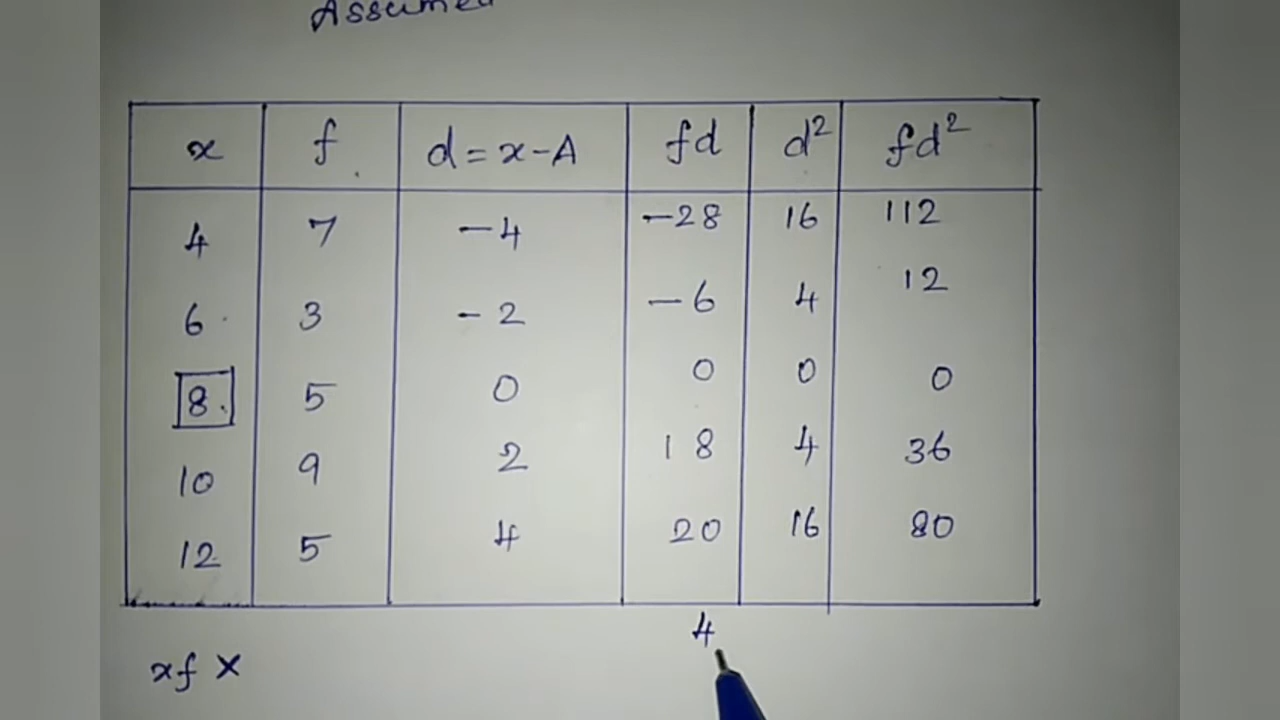 Assumed
x f d = x - A fd d² fd²
4 7 -4 -28 16 112
6 3 -2 -6 4 12
8 5 0 0 0 0
10 9 2 18 4 36
12 5 4 20 16 80
4
xf ×